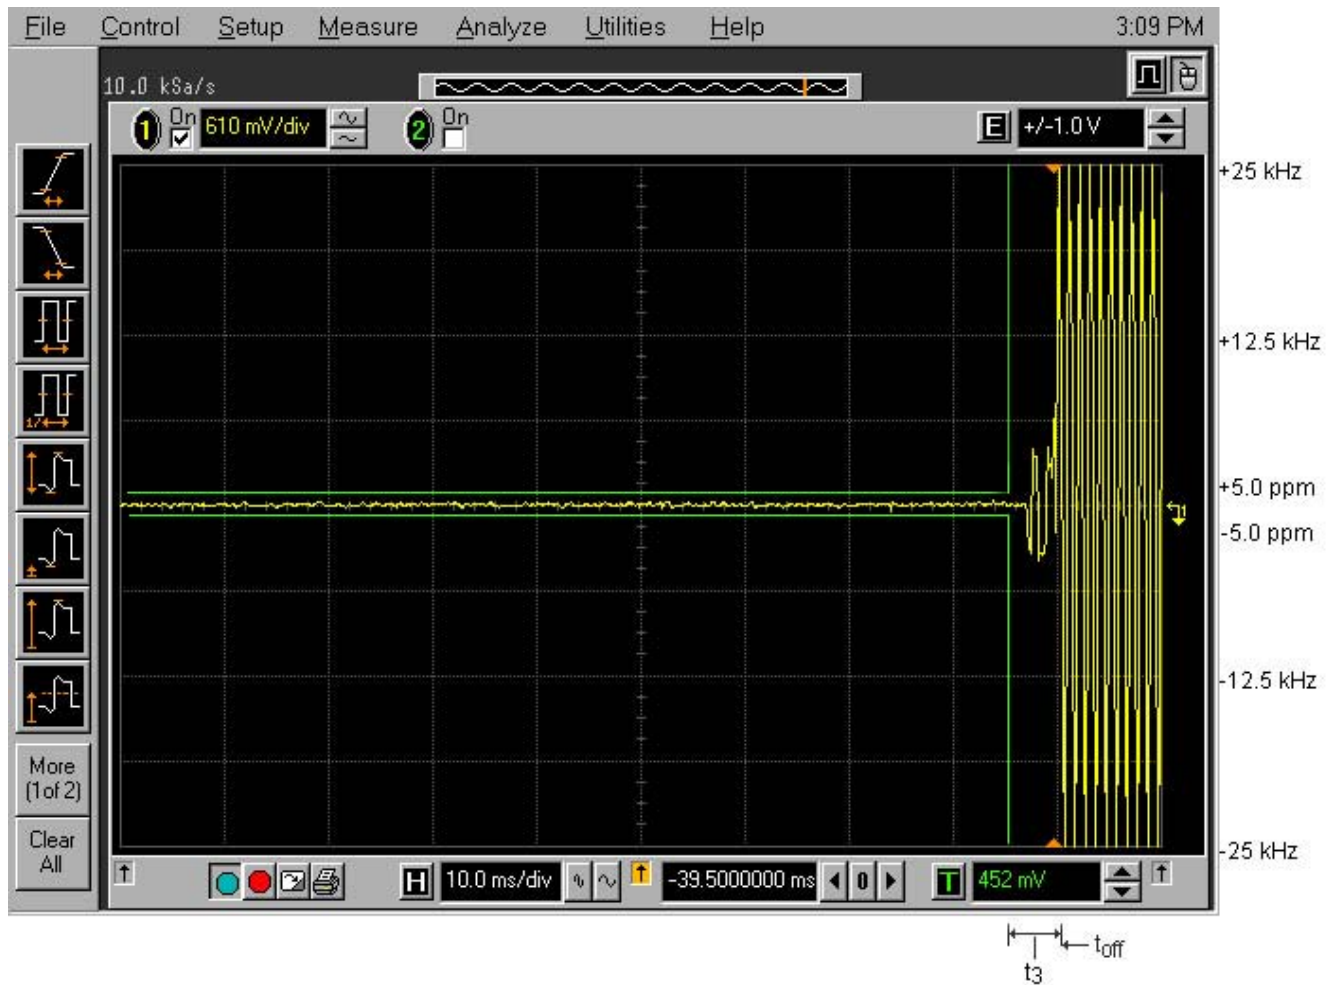 File Control Setup Measure Analyze Utilities Help 3:09 PM
10.0 kSa/s
1 On 610 mV/div 2 On E +/-1.0 V
+25 kHz
+12.5 kHz
1/
+5.0 ppm
1
-5.0 ppm
-12.5 kHz
More
(1of 2)
Clear
All
-25 kHz
H 10.0 ms/div -39.5000000 ms 0 T 452 mV
toff
t3